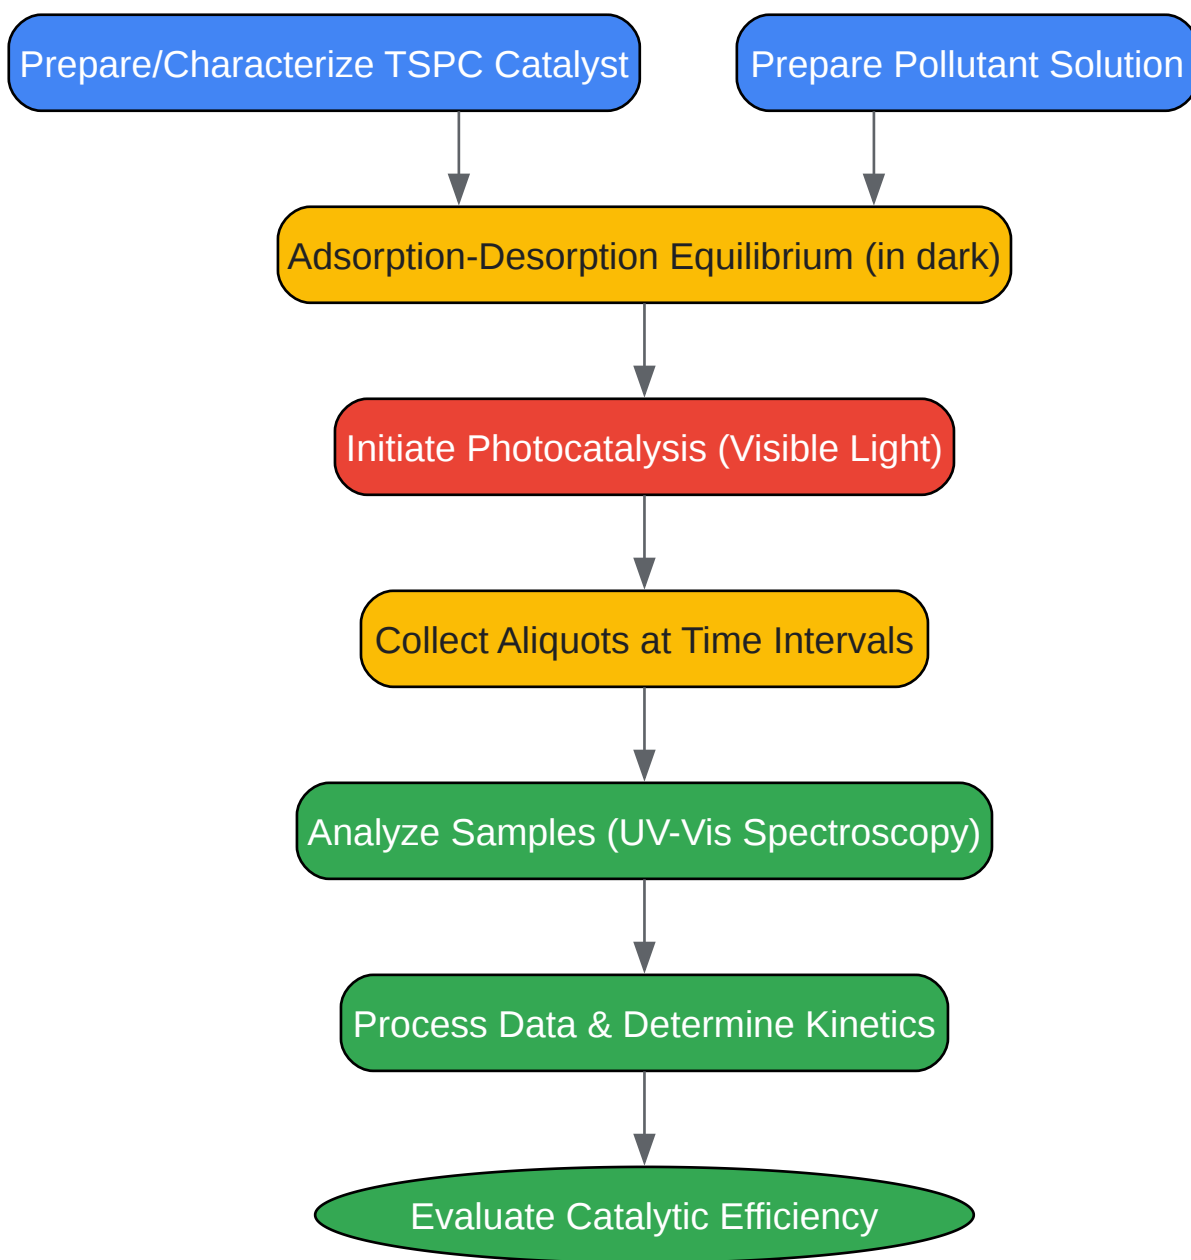 Prepare/Characterize TSPC Catalyst
Prepare Pollutant Solution
Adsorption-Desorption Equilibrium (in dark)
Initiate Photocatalysis (Visible Light)
Collect Aliquots at Time Intervals
Analyze Samples (UV-Vis Spectroscopy)
Process Data & Determine Kinetics
Evaluate Catalytic Efficiency